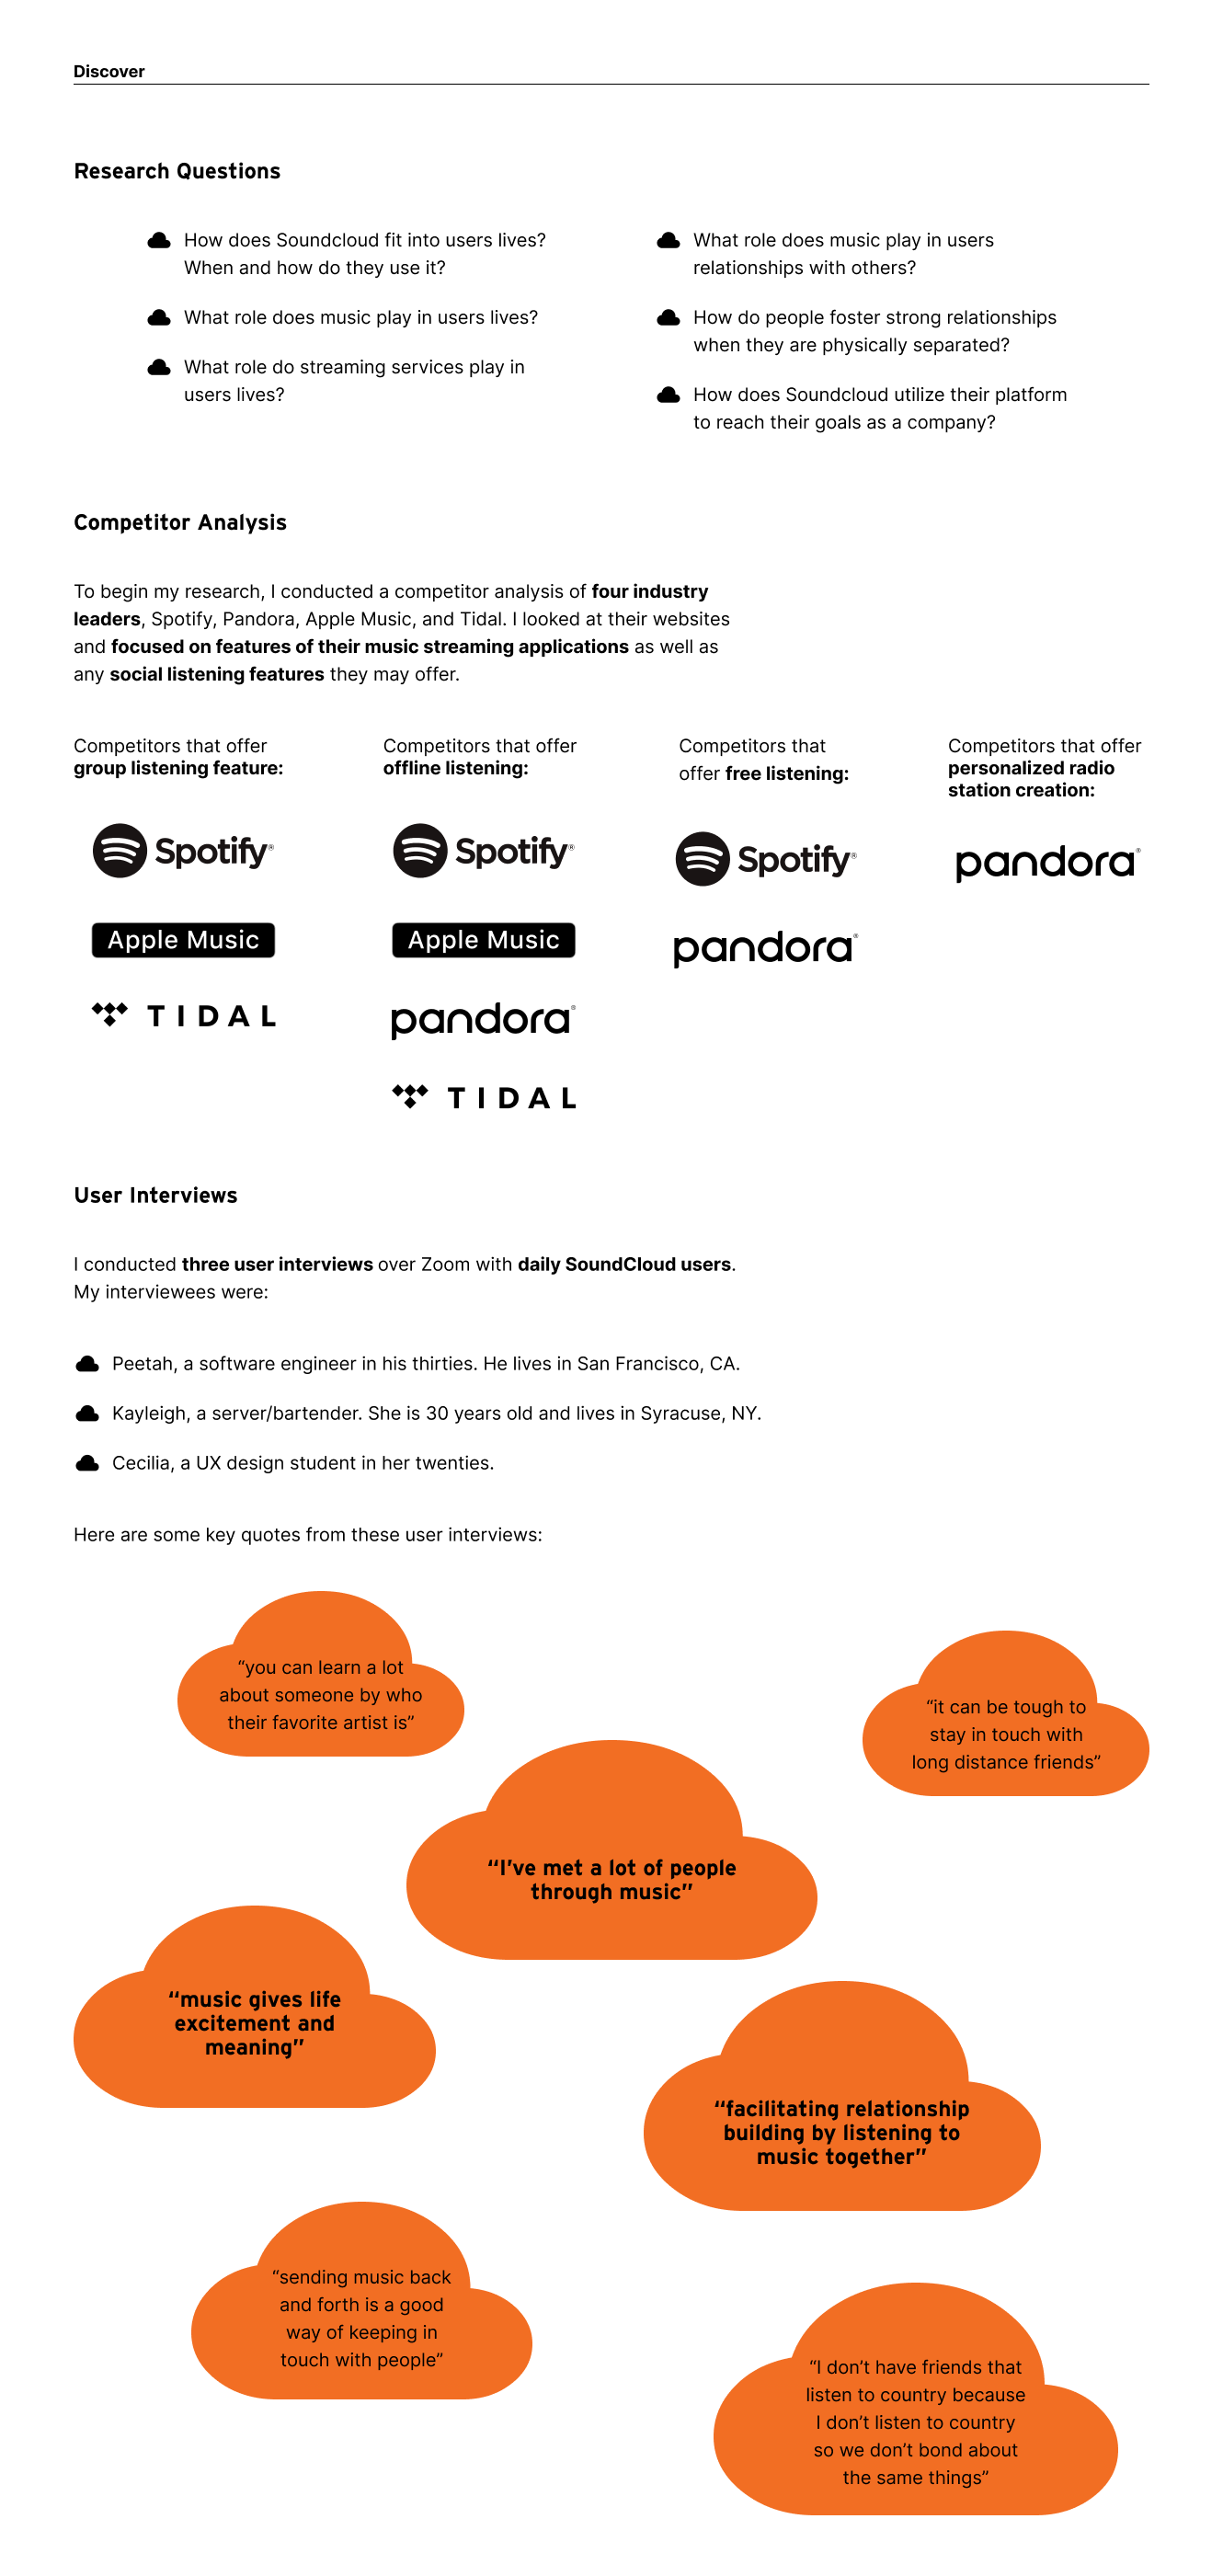 Discover
Research Questions
How does Soundcloud fit into users lives?
When and how do they use it?
What role does music play in users lives?
What role do streaming services play in
users lives?
What role does music play in users
relationships with others?
How do people foster strong relationships
when they are physically separated?
How does Soundcloud utilize their platform
to reach their goals as a company?
Competitor Analysis
To begin my research, I conducted a competitor analysis of four industry
leaders, Spotify, Pandora, Apple Music, and Tidal. I looked at their websites
and focused on features of their music streaming applications as well as
any social listening features they may offer.
Competitors that offer
group listening feature:
Spotify®
Apple Music
TIDAL
Competitors that offer
offline listening:
Spotify®
Apple Music
pandora®
TIDAL
Competitors that
offer free listening:
Spotify®
pandora®
Competitors that offer
personalized radio
station creation:
pandora®
User Interviews
I conducted three user interviews over Zoom with daily SoundCloud users.
My interviewees were:
Peetah, a software engineer in his thirties. He lives in San Francisco, CA.
Kayleigh, a server/bartender. She is 30 years old and lives in Syracuse, NY.
Cecilia, a UX design student in her twenties.
Here are some key quotes from these user interviews:
“you can learn a lot
about someone by who
their favorite artist is”
“it can be tough to
stay in touch with
long distance friends”
“I’ve met a lot of people
through music”
“music gives life
excitement and
meaning”
“facilitating relationship
building by listening to
music together”
“sending music back
and forth is a good
way of keeping in
touch with people”
“I don’t have friends that
listen to country because
I don’t listen to country
so we don’t bond about
the same things”